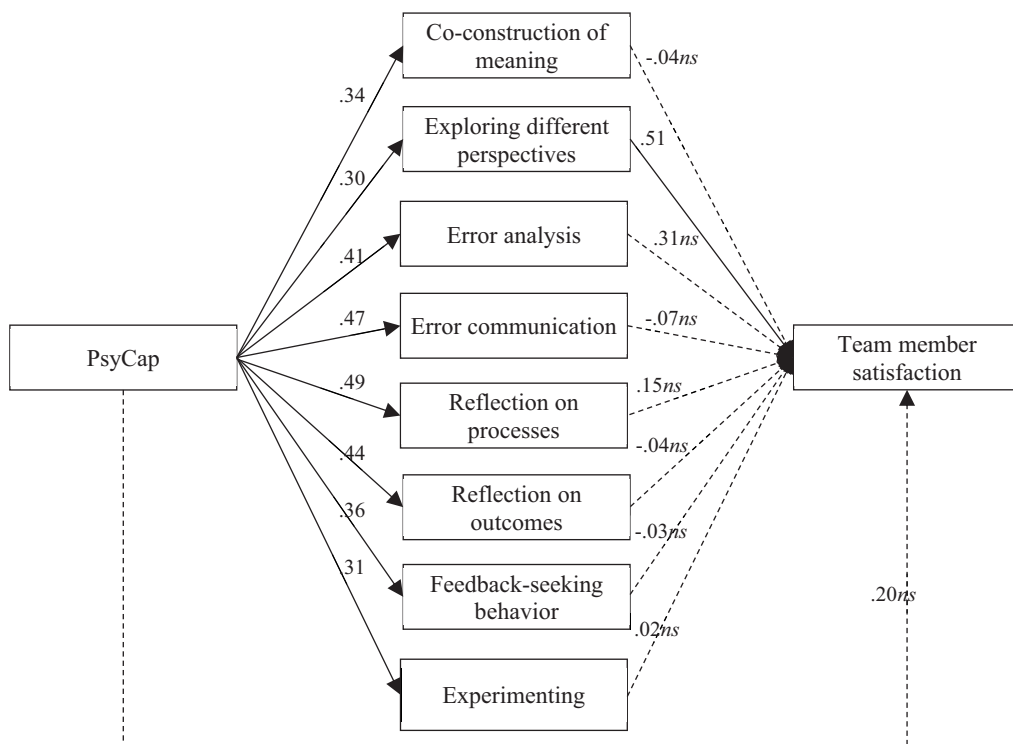 Co-construction of
meaning
-.04ns
.34
Exploring different
perspectives
.51
.30
Error analysis
.31ns
.41
Error communication
-.07ns
.47
PsyCap
Team member
satisfaction
.49
Reflection on
processes
.15ns
.44
-.04ns
Reflection on
outcomes
.36
-.03ns
Feedback-seeking
behavior
.31
.02ns
.20ns
Experimenting